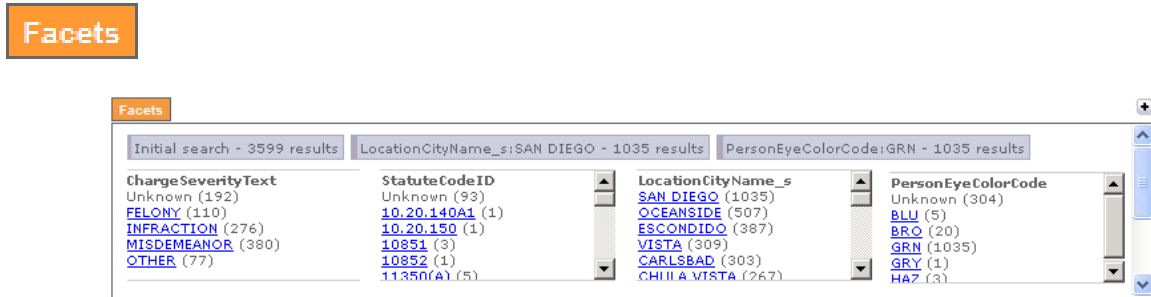 Facets
Facets
Initial search - 3599 results
LocationCityName_s:SAN DIEGO - 1035 results
PersonEyeColorCode:GRN - 1035 results
ChargeSeverityText
Unknown (192)
FELONY (110)
INFRACTION (276)
MISDEMEANOR (380)
OTHER (77)
StatuteCodeID
Unknown (93)
10.20.140A1 (1)
10.20.150 (1)
10851 (3)
10852 (1)
11350(A) (5)
LocationCityName_s
SAN DIEGO (1035)
OCEANSIDE (507)
ESCONDIDO (387)
VISTA (309)
CARLSBAD (303)
CHULA VISTA (267)
PersonEyeColorCode
Unknown (304)
BLU (5)
BRO (20)
GRN (1035)
GRY (1)
HAZ (3)